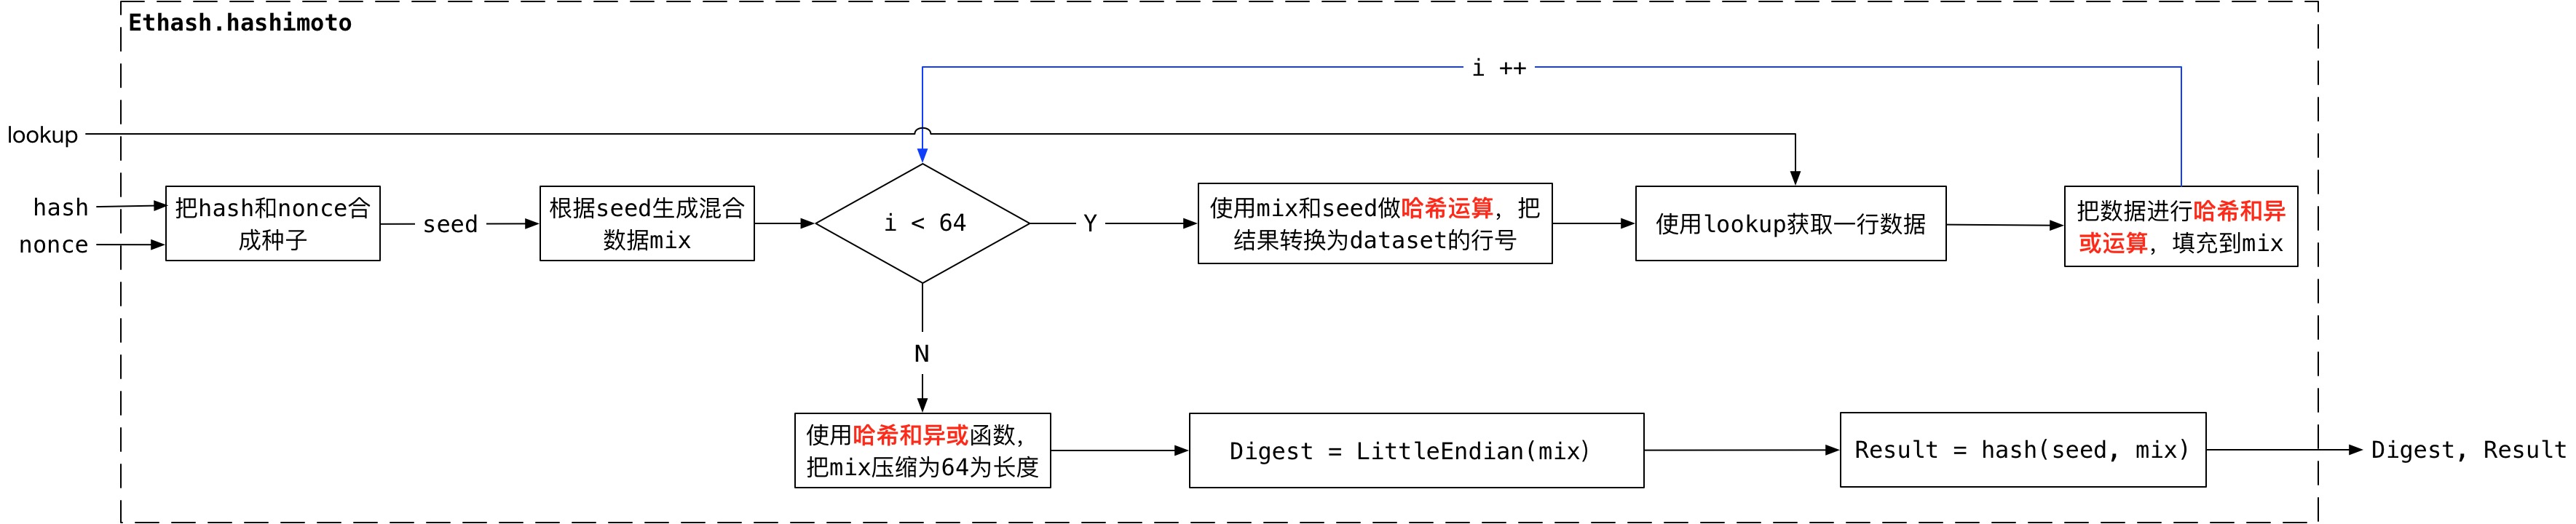 Ethash.hashimoto
i ++
lookup
hash
nonce
把hash和nonce合
成种子
seed
根据seed生成混合
数据mix
i < 64
Y
使用mix和seed做哈希运算，把
结果转换为dataset的行号
使用lookup获取一行数据
把数据进行哈希和异
或运算，填充到mix
N
使用哈希和异或函数，
把mix压缩为64为长度
Digest = LittleEndian(mix)
Result = hash(seed, mix)
Digest, Result